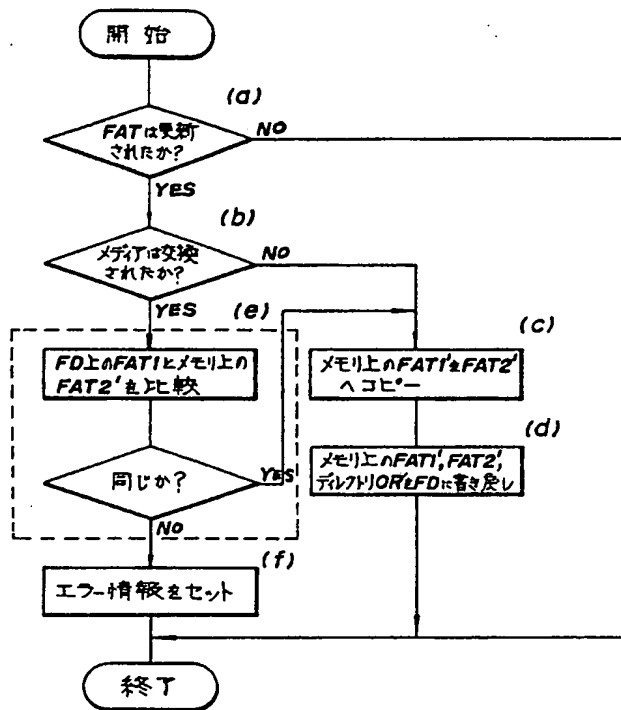 開始
(a)
FATは更新
されたか?
NO
YES
(b)
メディアは交換
されたか?
NO
YES
(e)
FD上のFAT1とメモリ上の
FAT2'を比較
同じか?
YES
NO
(c)
メモリ上のFAT1'をFAT2'
へコピー
(d)
メモリ上のFAT1',FAT2',
ディレクトリDR'をFDに書き戻し
(f)
エラー情報をセット
終了